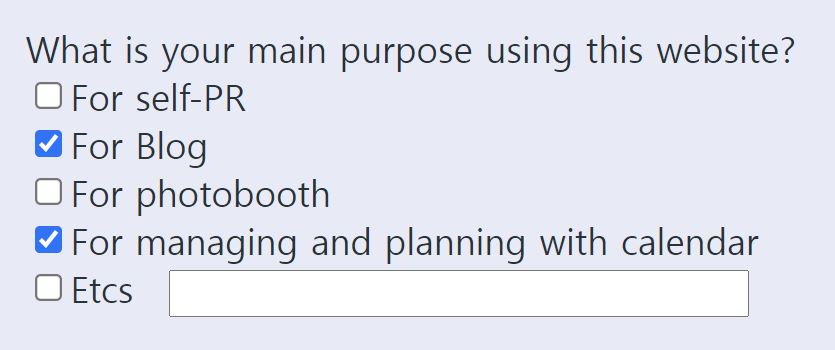 What is your main purpose using this website?
For self-PR
For Blog
For photobooth
For managing and planning with calendar
Etcs